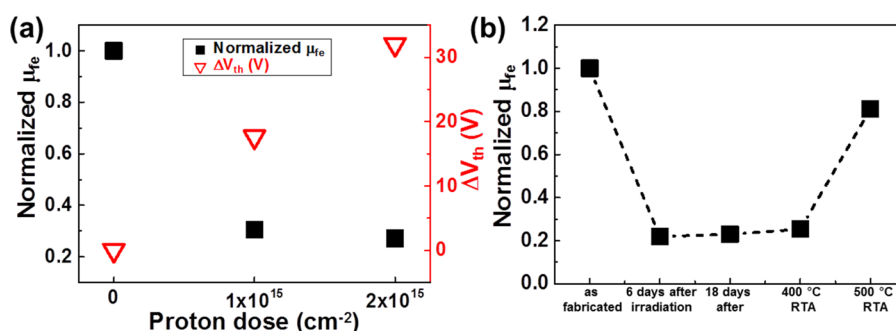 (a)
Normalized μfe
1.0
0.8
0.6
0.4
0.2
Normalized μfe
ΔVth (V)
30
20
10
0
ΔVth (V)
0
1x10¹⁵
2x10¹⁵
Proton dose (cm⁻²)
(b)
Normalized μfe
1.2
1.0
0.8
0.6
0.4
0.2
0.0
as
fabricated
6 days after
irradiation
18 days
after
400 °C
RTA
500 °C
RTA